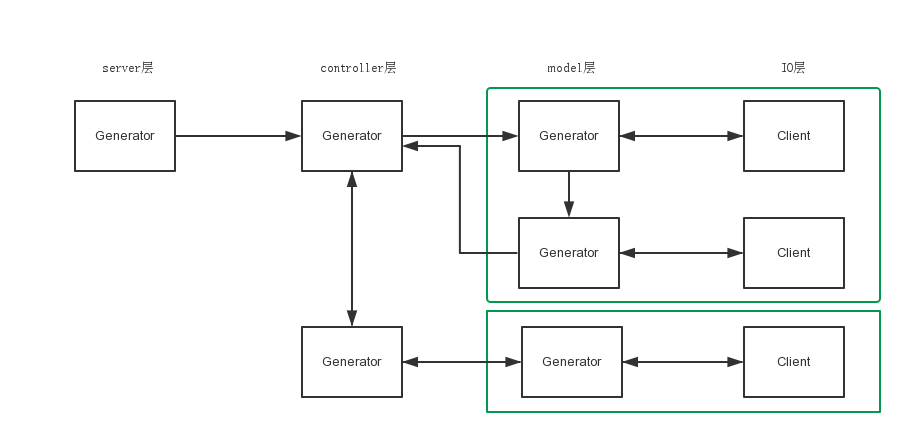 server层
controller层
model层
IO层
Generator
Generator
Generator
Client
Generator
Client
Generator
Generator
Client